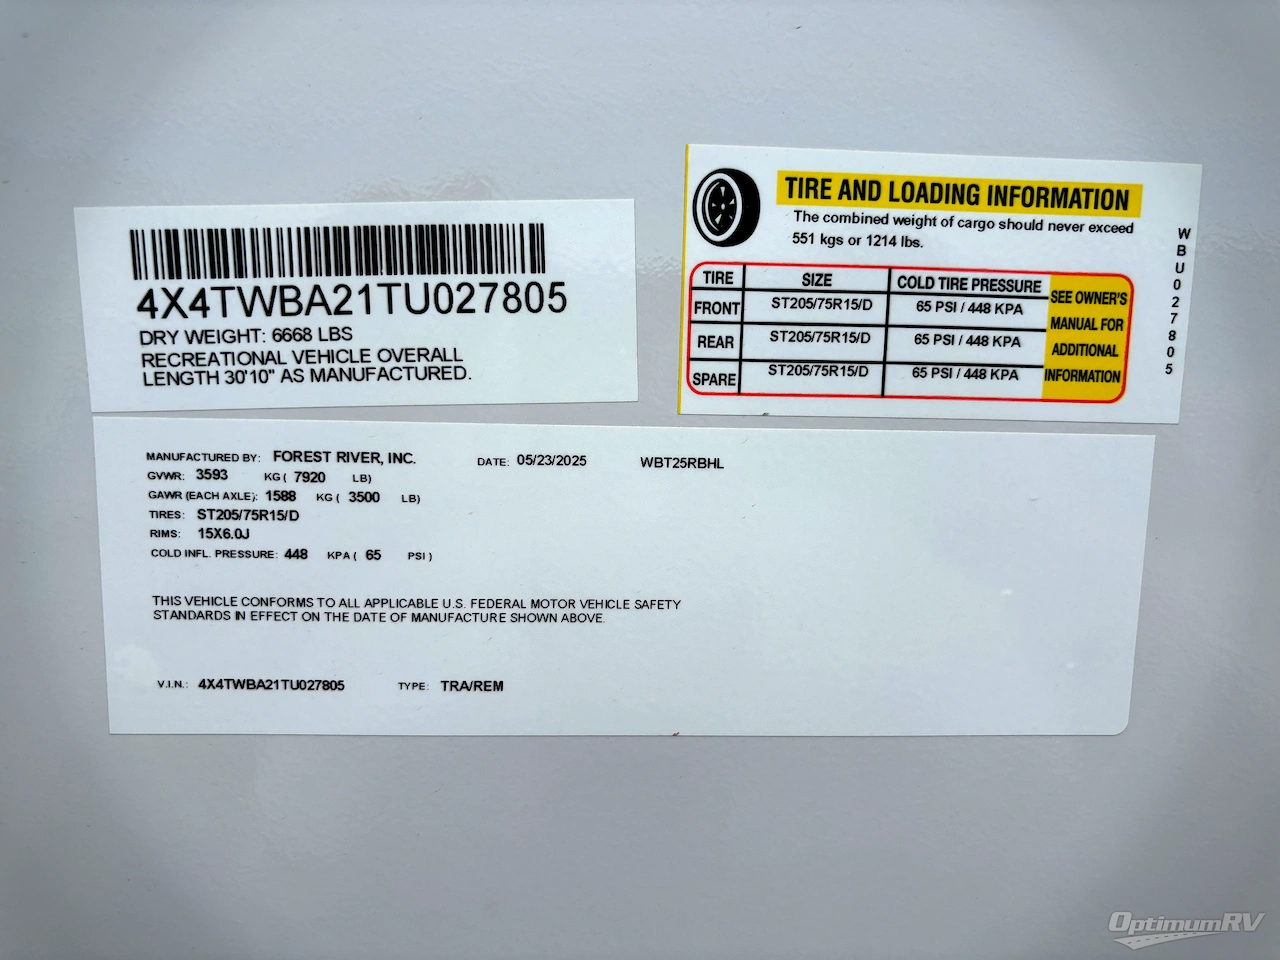 4X4TWBA21TU027805
DRY WEIGHT: 6668 LBS
RECREATIONAL VEHICLE OVERALL
LENGTH 30'10" AS MANUFACTURED.
TIRE AND LOADING INFORMATION
The combined weight of cargo should never exceed
551 kgs or 1214 lbs.
TIRE SIZE COLD TIRE PRESSURE
FRONT ST205/75R15/D 65 PSI / 448 KPA
REAR ST205/75R15/D 65 PSI / 448 KPA
SPARE ST205/75R15/D 65 PSI / 448 KPA
SEE OWNER'S
MANUAL FOR
ADDITIONAL
INFORMATION
WBU027805
MANUFACTURED BY: FOREST RIVER, INC. DATE: 05/23/2025 WBT25RBHL
GVWR: 3593 KG ( 7920 LB)
GAWR (EACH AXLE): 1588 KG ( 3500 LB)
TIRES: ST205/75R15/D
RIMS: 15X6.0J
COLD INFL. PRESSURE: 448 KPA ( 65 PSI )
THIS VEHICLE CONFORMS TO ALL APPLICABLE U.S. FEDERAL MOTOR VEHICLE SAFETY
STANDARDS IN EFFECT ON THE DATE OF MANUFACTURE SHOWN ABOVE.
V.I.N.: 4X4TWBA21TU027805 TYPE: TRA/REM
OptimumRV